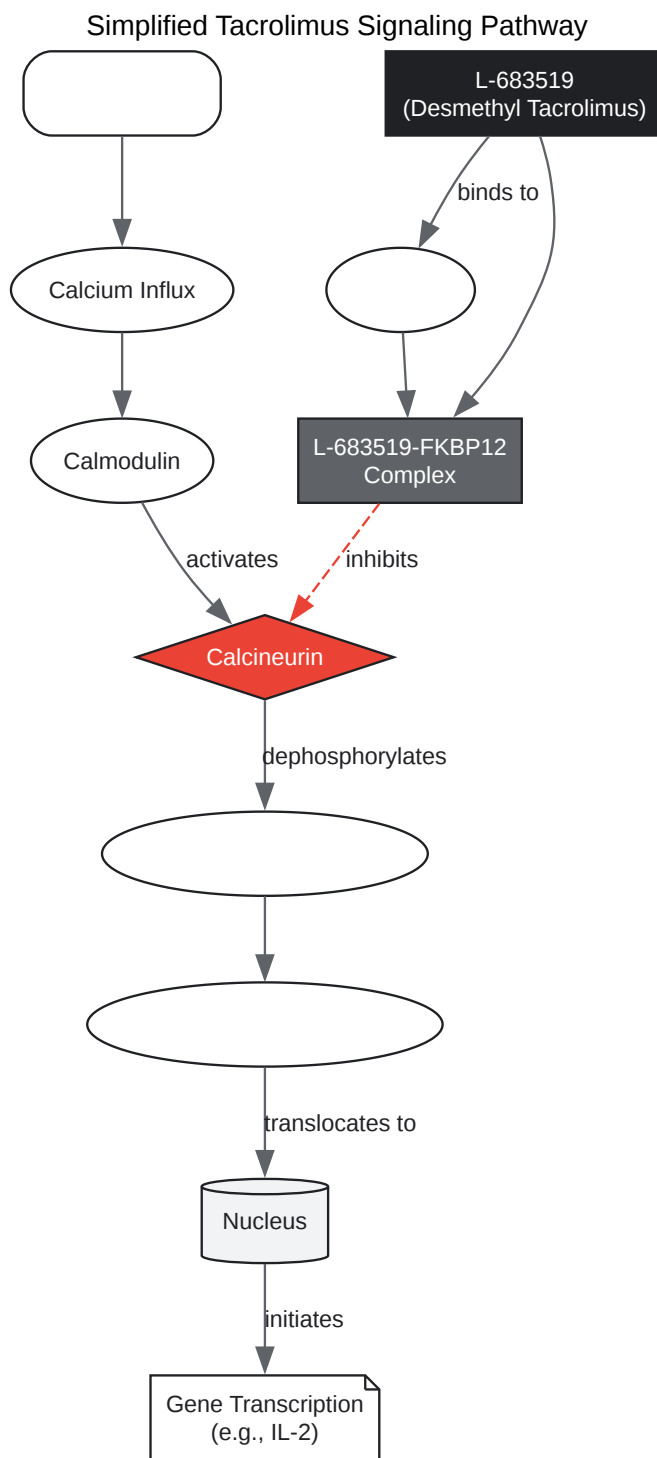 Simplified Tacrolimus Signaling Pathway
L-683519
(Desmethyl Tacrolimus)
binds to
Calcium Influx
Calmodulin
L-683519-FKBP12
Complex
activates
inhibits
Calcineurin
dephosphorylates
translocates to
Nucleus
initiates
Gene Transcription
(e.g., IL-2)